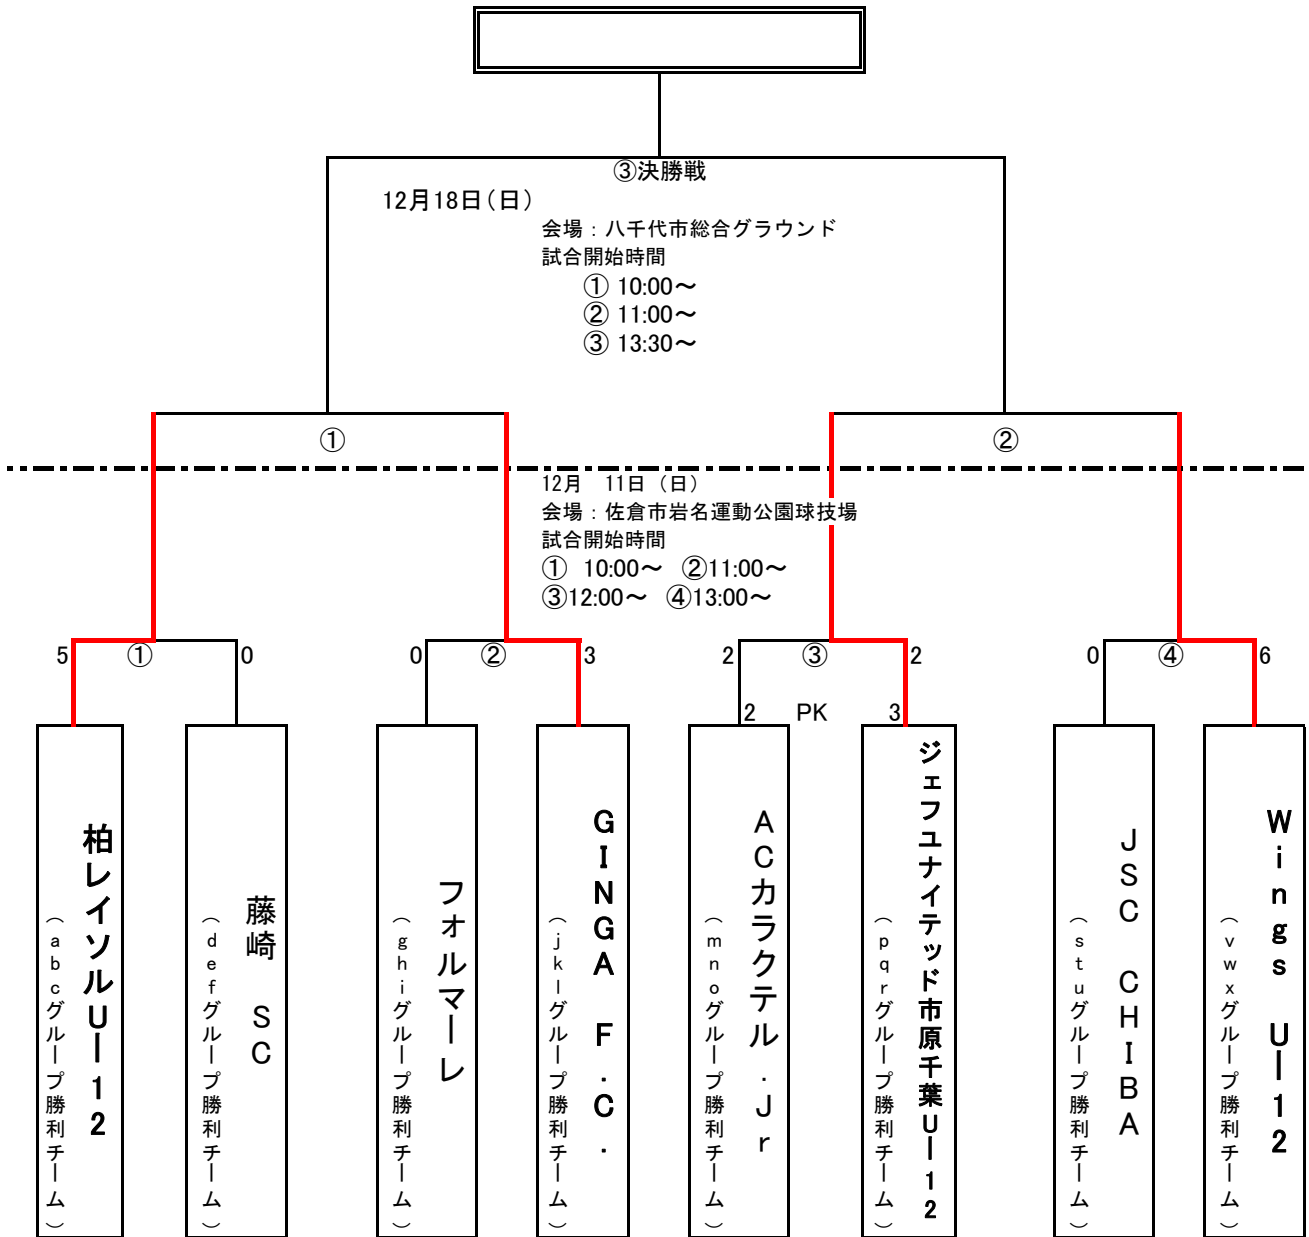 ③決勝戦
12月18日(日)
会場：八千代市総合グラウンド
試合開始時間
① 10:00～
② 11:00～
③ 13:30～
①
②
12月　11日（日）
会場：佐倉市岩名運動公園球技場
試合開始時間
①　10:00～　②11:00～
③12:00～　④13:00～
5 ① 0
0 ② 3
2 ③ 2
0 ④ 6
2 PK 3
柏レイソルU－12
（abcグループ勝利チーム）
藤崎　SC
（defグループ勝利チーム）
フォルマーレ
（ghiグループ勝利チーム）
GINGA　F.C.
（jklグループ勝利チーム）
ACカラクテル.Jr
（mnoグループ勝利チーム）
ジェフユナイテッド市原千葉U－12
（pqrグループ勝利チーム）
JSC　CHIBA
（stuグループ勝利チーム）
Wings　U－12
（vwxグループ勝利チーム）